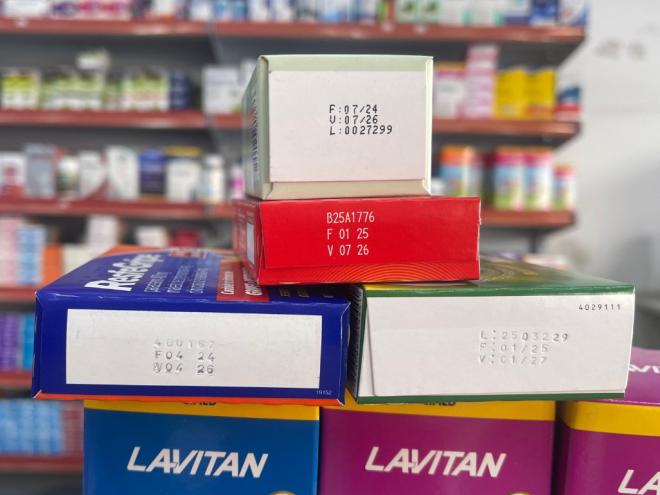 F:07/24
V:07/26
L:0027299
B25A1776
F 01 25
V 07 26
F04 24
V04 26
19152
4029111
L:2503229
F:01/25
V:01/27
LAVITAN
LAVITAN